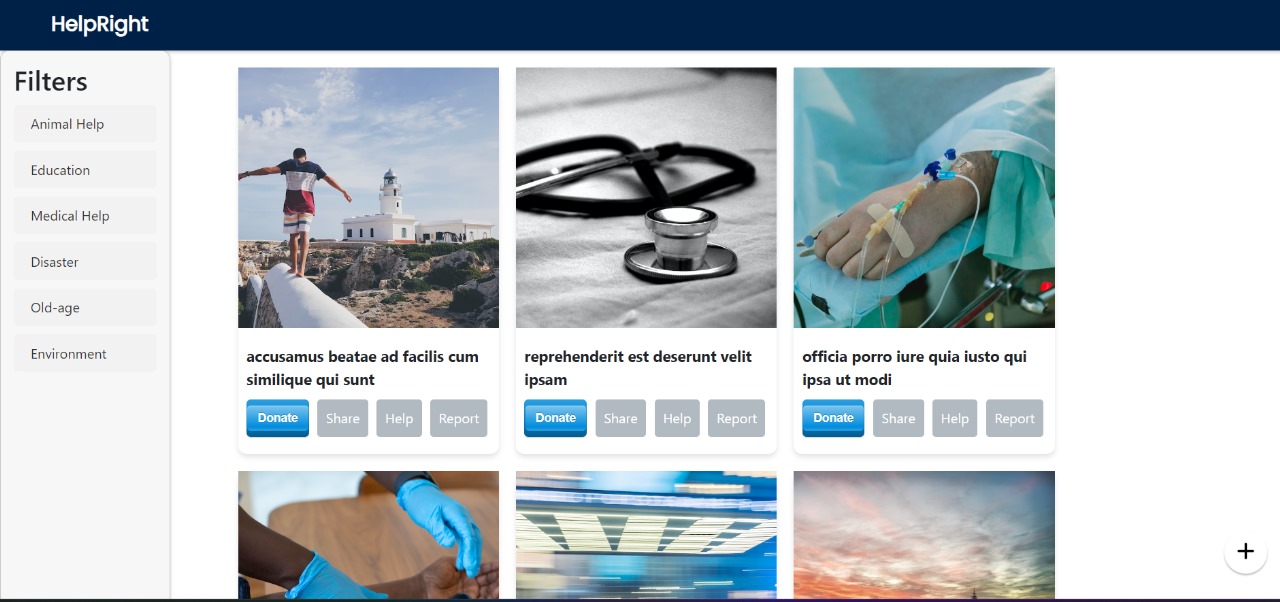 HelpRight
Filters
Animal Help
Education
Medical Help
Disaster
Old-age
Environment
accusamus beatae ad facilis cum
similique qui sunt
Donate Share Help Report
reprehenderit est deserunt velit
ipsam
Donate Share Help Report
officia porro iure quia iusto qui
ipsa ut modi
Donate Share Help Report
+